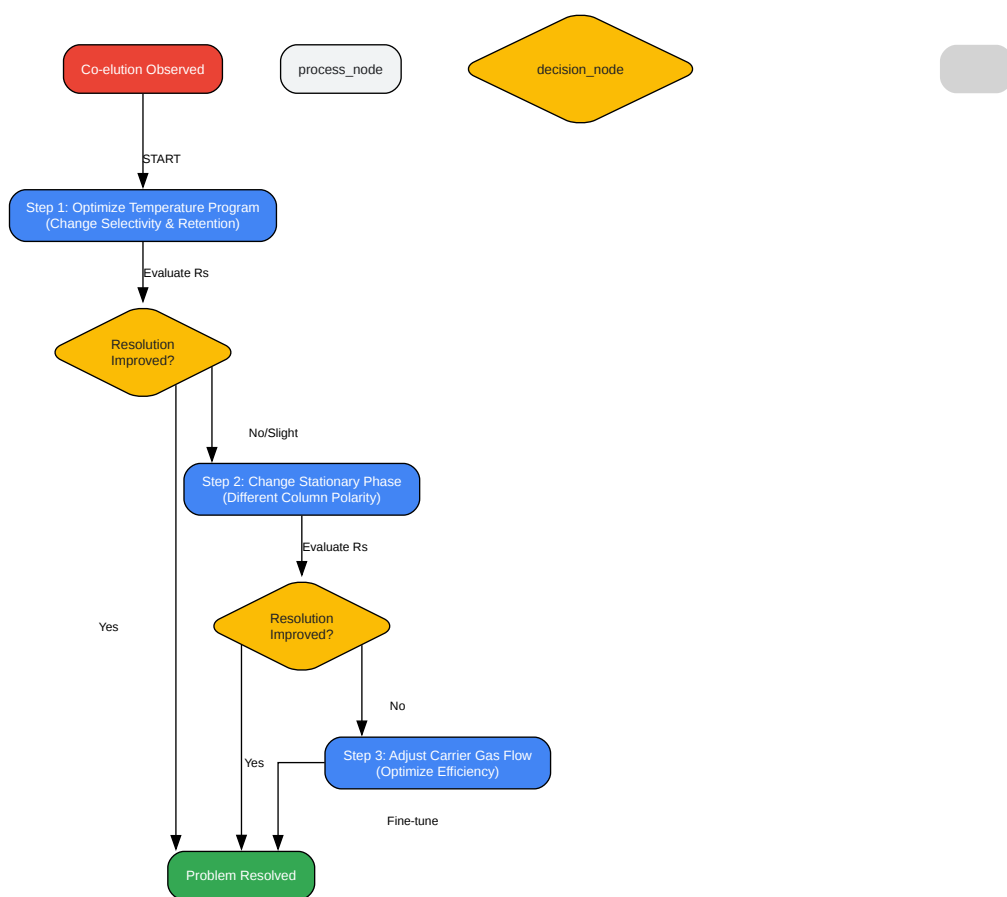 Co-elution Observed
process_node
decision_node
START
Step 1: Optimize Temperature Program
(Change Selectivity & Retention)
Evaluate Rs
Resolution
Improved?
No/Slight
Step 2: Change Stationary Phase
(Different Column Polarity)
Evaluate Rs
Resolution
Improved?
Yes
No
Step 3: Adjust Carrier Gas Flow
(Optimize Efficiency)
Yes
Fine-tune
Problem Resolved